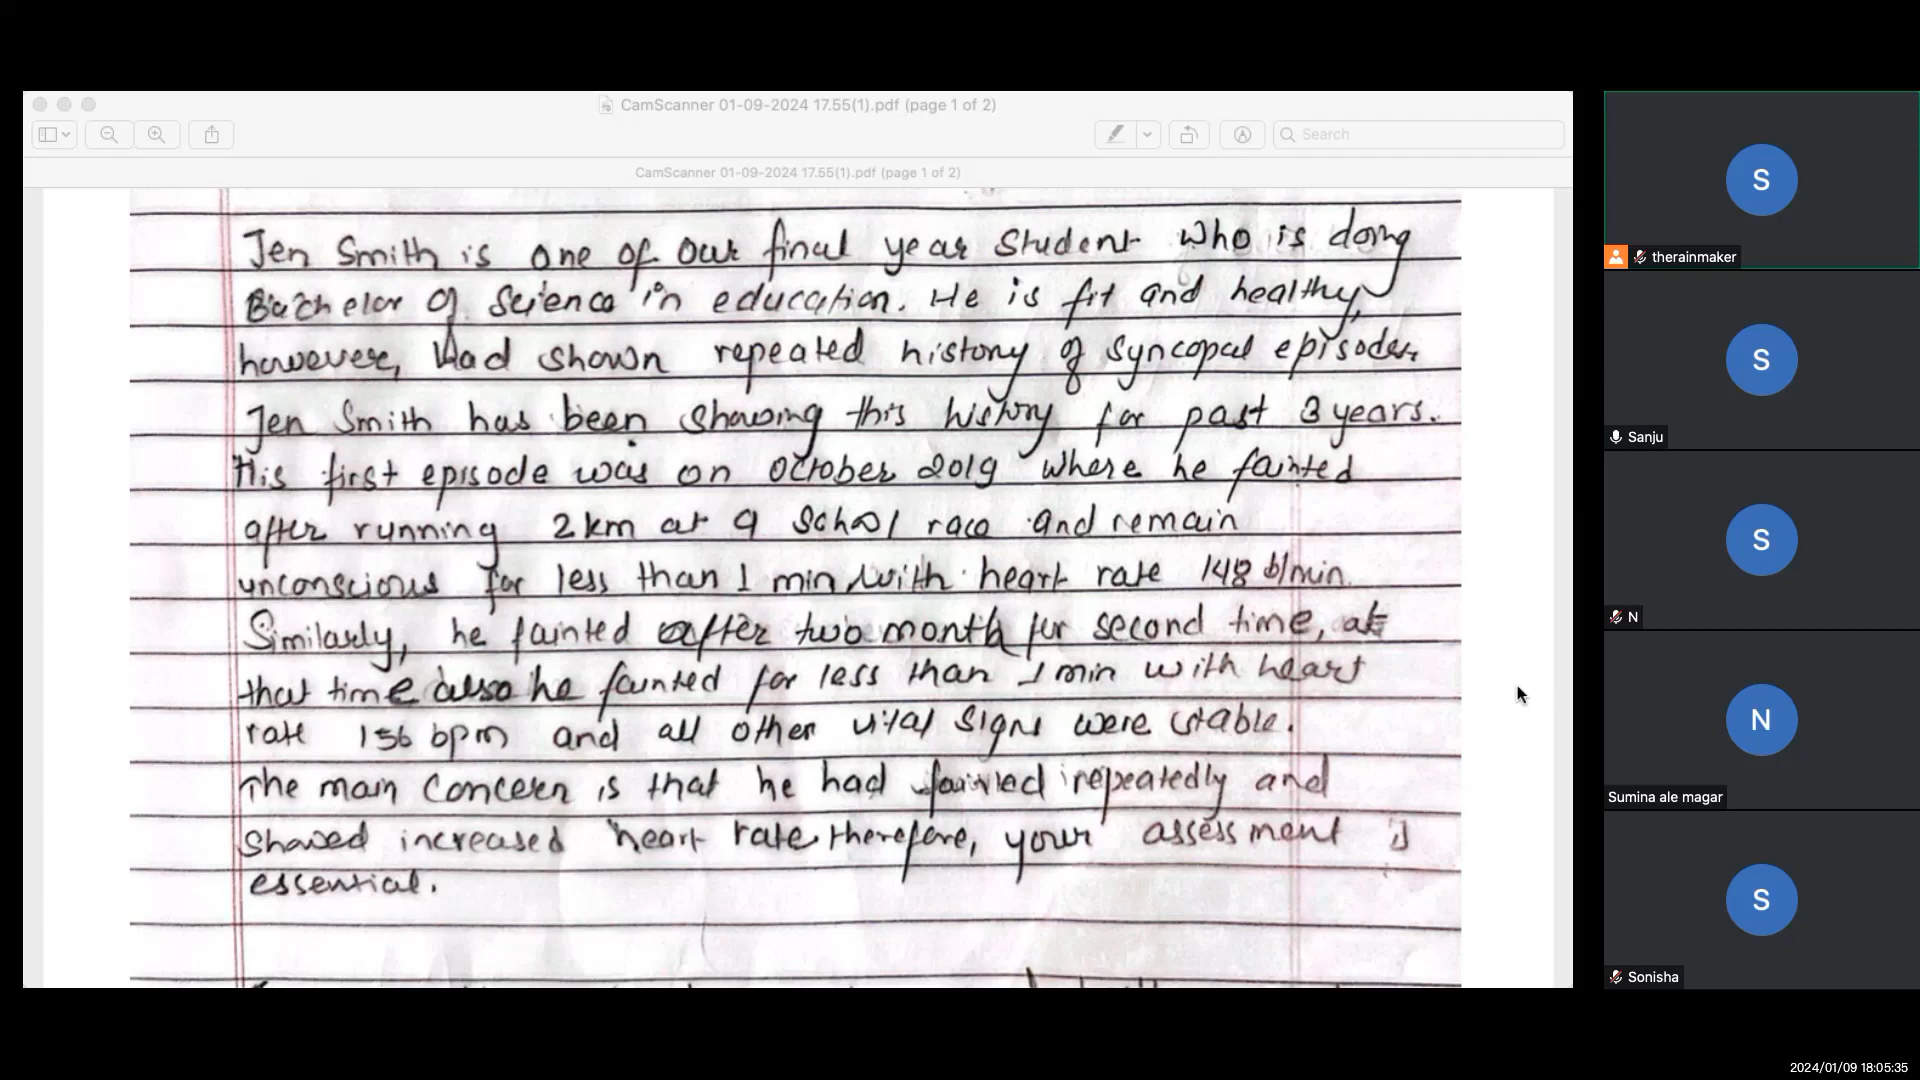 CamScanner 01-09-2024 17.55(1).pdf (page 1 of 2)
Search
CamScanner 01-09-2024 17.55(1).pdf (page 1 of 2)
Jen Smith is one of our final year student who is doing
Bachelor of Science in education. He is fit and healthy,
however, had shown repeated history of syncopal episodes.
Jen Smith has been showing this history for past 3 years.
His first episode was on October 2019 where he fainted
after running 2 km at a school race and remain
unconscious for less than 1 min with heart rate 148 b/min.
Similarly, he fainted after two month for second time, at
that time also he fainted for less than 1 min with heart
rate 156 bpm and all other vital signs were stable.
The main concern is that he had fainted repeatedly and
showed increased heart rate therefore, your assessment is
essential.
S
therainmaker
S
Sanju
S
N
N
Sumina ale magar
S
Sonisha
2024/01/09 18:05:35